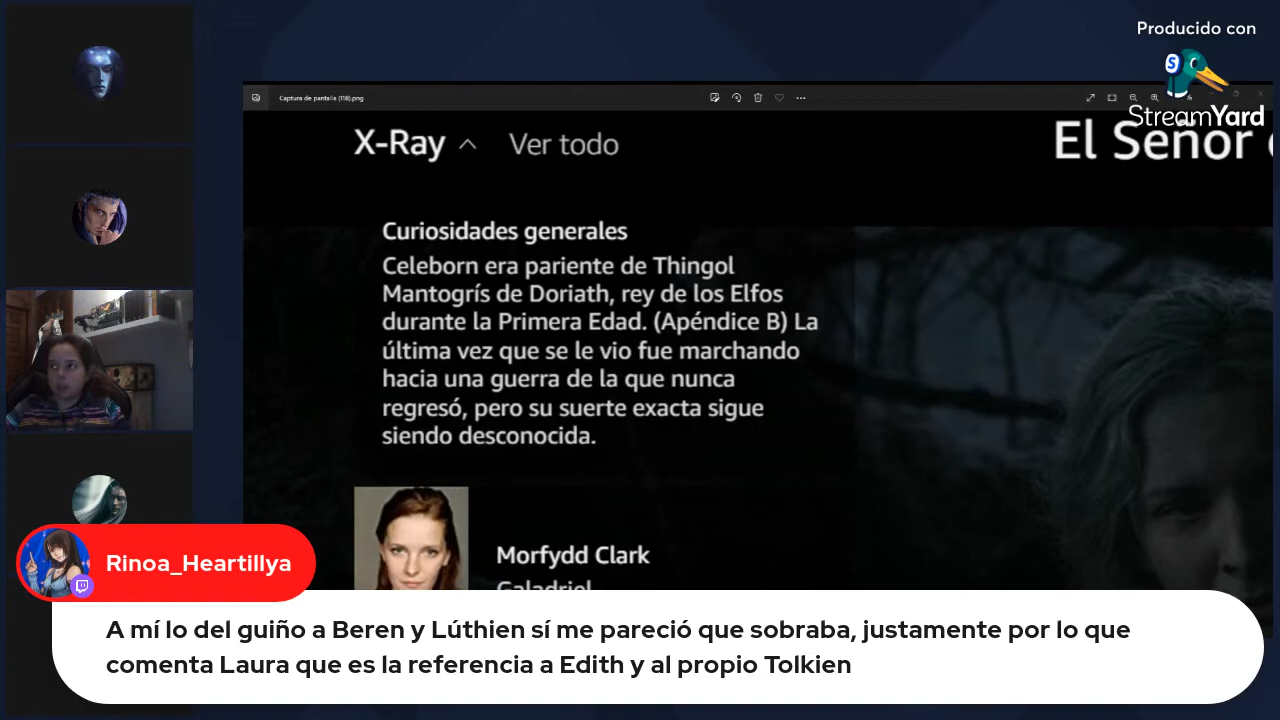 Producido con
StreamYard
Captura de pantalla (118).png
X-Ray Ver todo
El Señor
Curiosidades generales
Celeborn era pariente de Thingol
Mantogrís de Doriath, rey de los Elfos
durante la Primera Edad. (Apéndice B) La
última vez que se le vio fue marchando
hacia una guerra de la que nunca
regresó, pero su suerte exacta sigue
siendo desconocida.
Morfydd Clark
Galadriel
Rinoa_Heartillya
A mí lo del guiño a Beren y Lúthien sí me pareció que sobraba, justamente por lo que
comenta Laura que es la referencia a Edith y al propio Tolkien